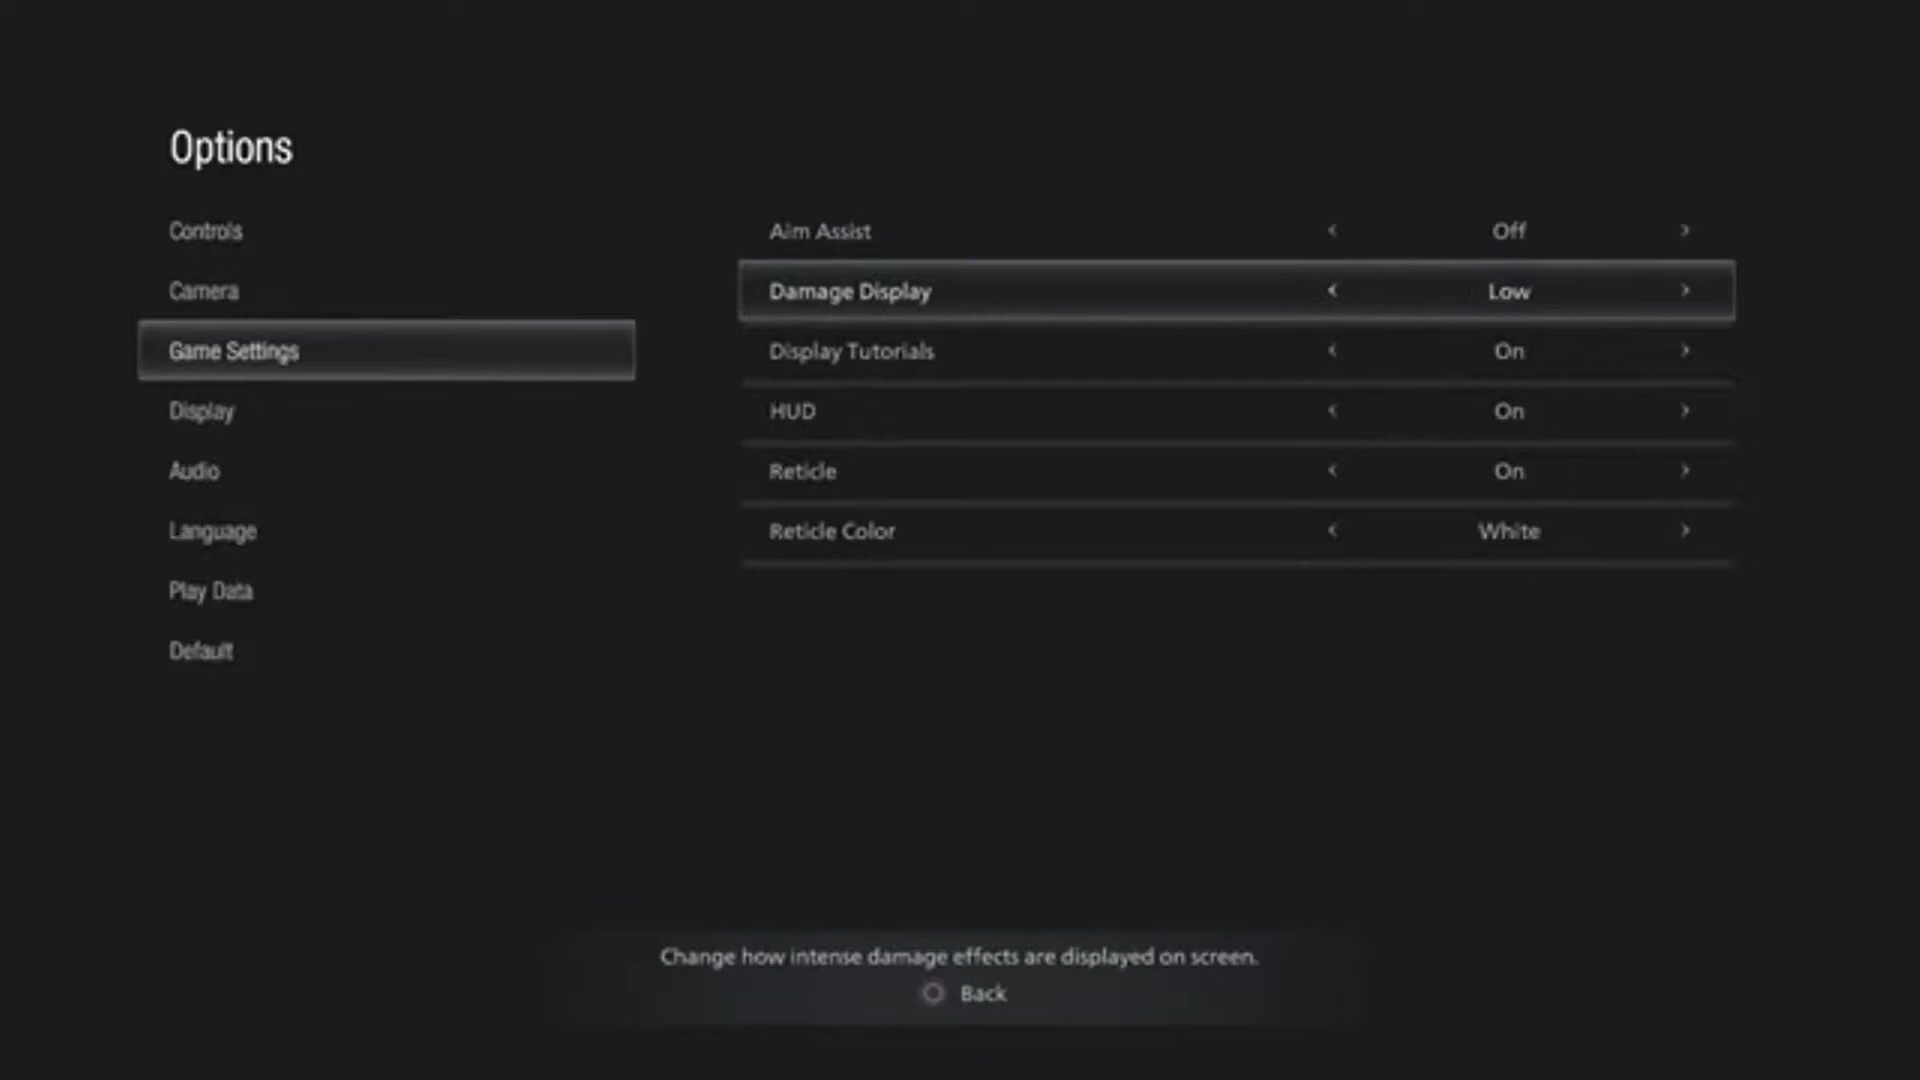 Options
Controls
Camera
Game Settings
Display
Audio
Language
Play Data
Default
Aim Assist Off
Damage Display Low
Display Tutorials On
HUD On
Reticle On
Reticle Color White
Change how intense damage effects are displayed on screen.
Back